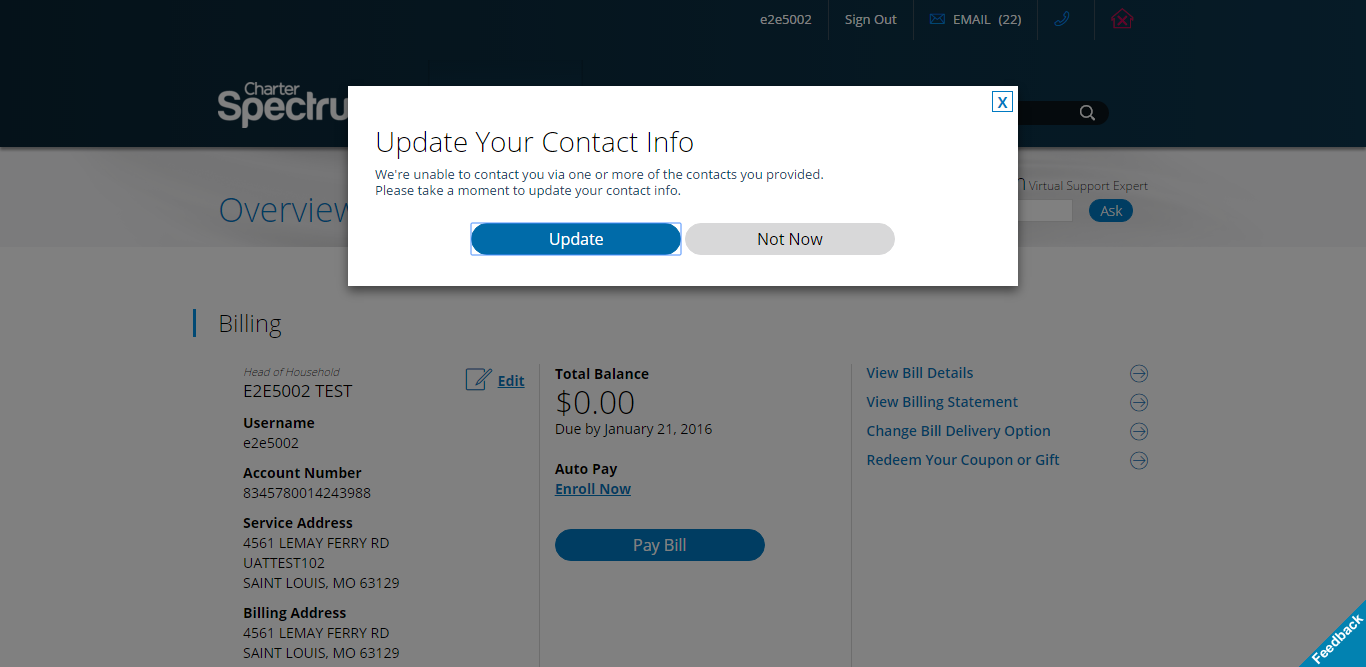 e2e5002 Sign Out EMAIL (22)
Charter
X
Update Your Contact Info
We're unable to contact you via one or more of the contacts you provided.
Please take a moment to update your contact info.
Virtual Support Expert
Ask
Update Not Now
Billing
Head of Household
E2E5002 TEST
Edit
Username
e2e5002
Account Number
8345780014243988
Service Address
4561 LEMAY FERRY RD
UATTEST102
SAINT LOUIS, MO 63129
Billing Address
4561 LEMAY FERRY RD
SAINT LOUIS, MO 63129
Total Balance
$0.00
Due by January 21, 2016
Auto Pay
Enroll Now
Pay Bill
View Bill Details
View Billing Statement
Change Bill Delivery Option
Redeem Your Coupon or Gift
Feedback